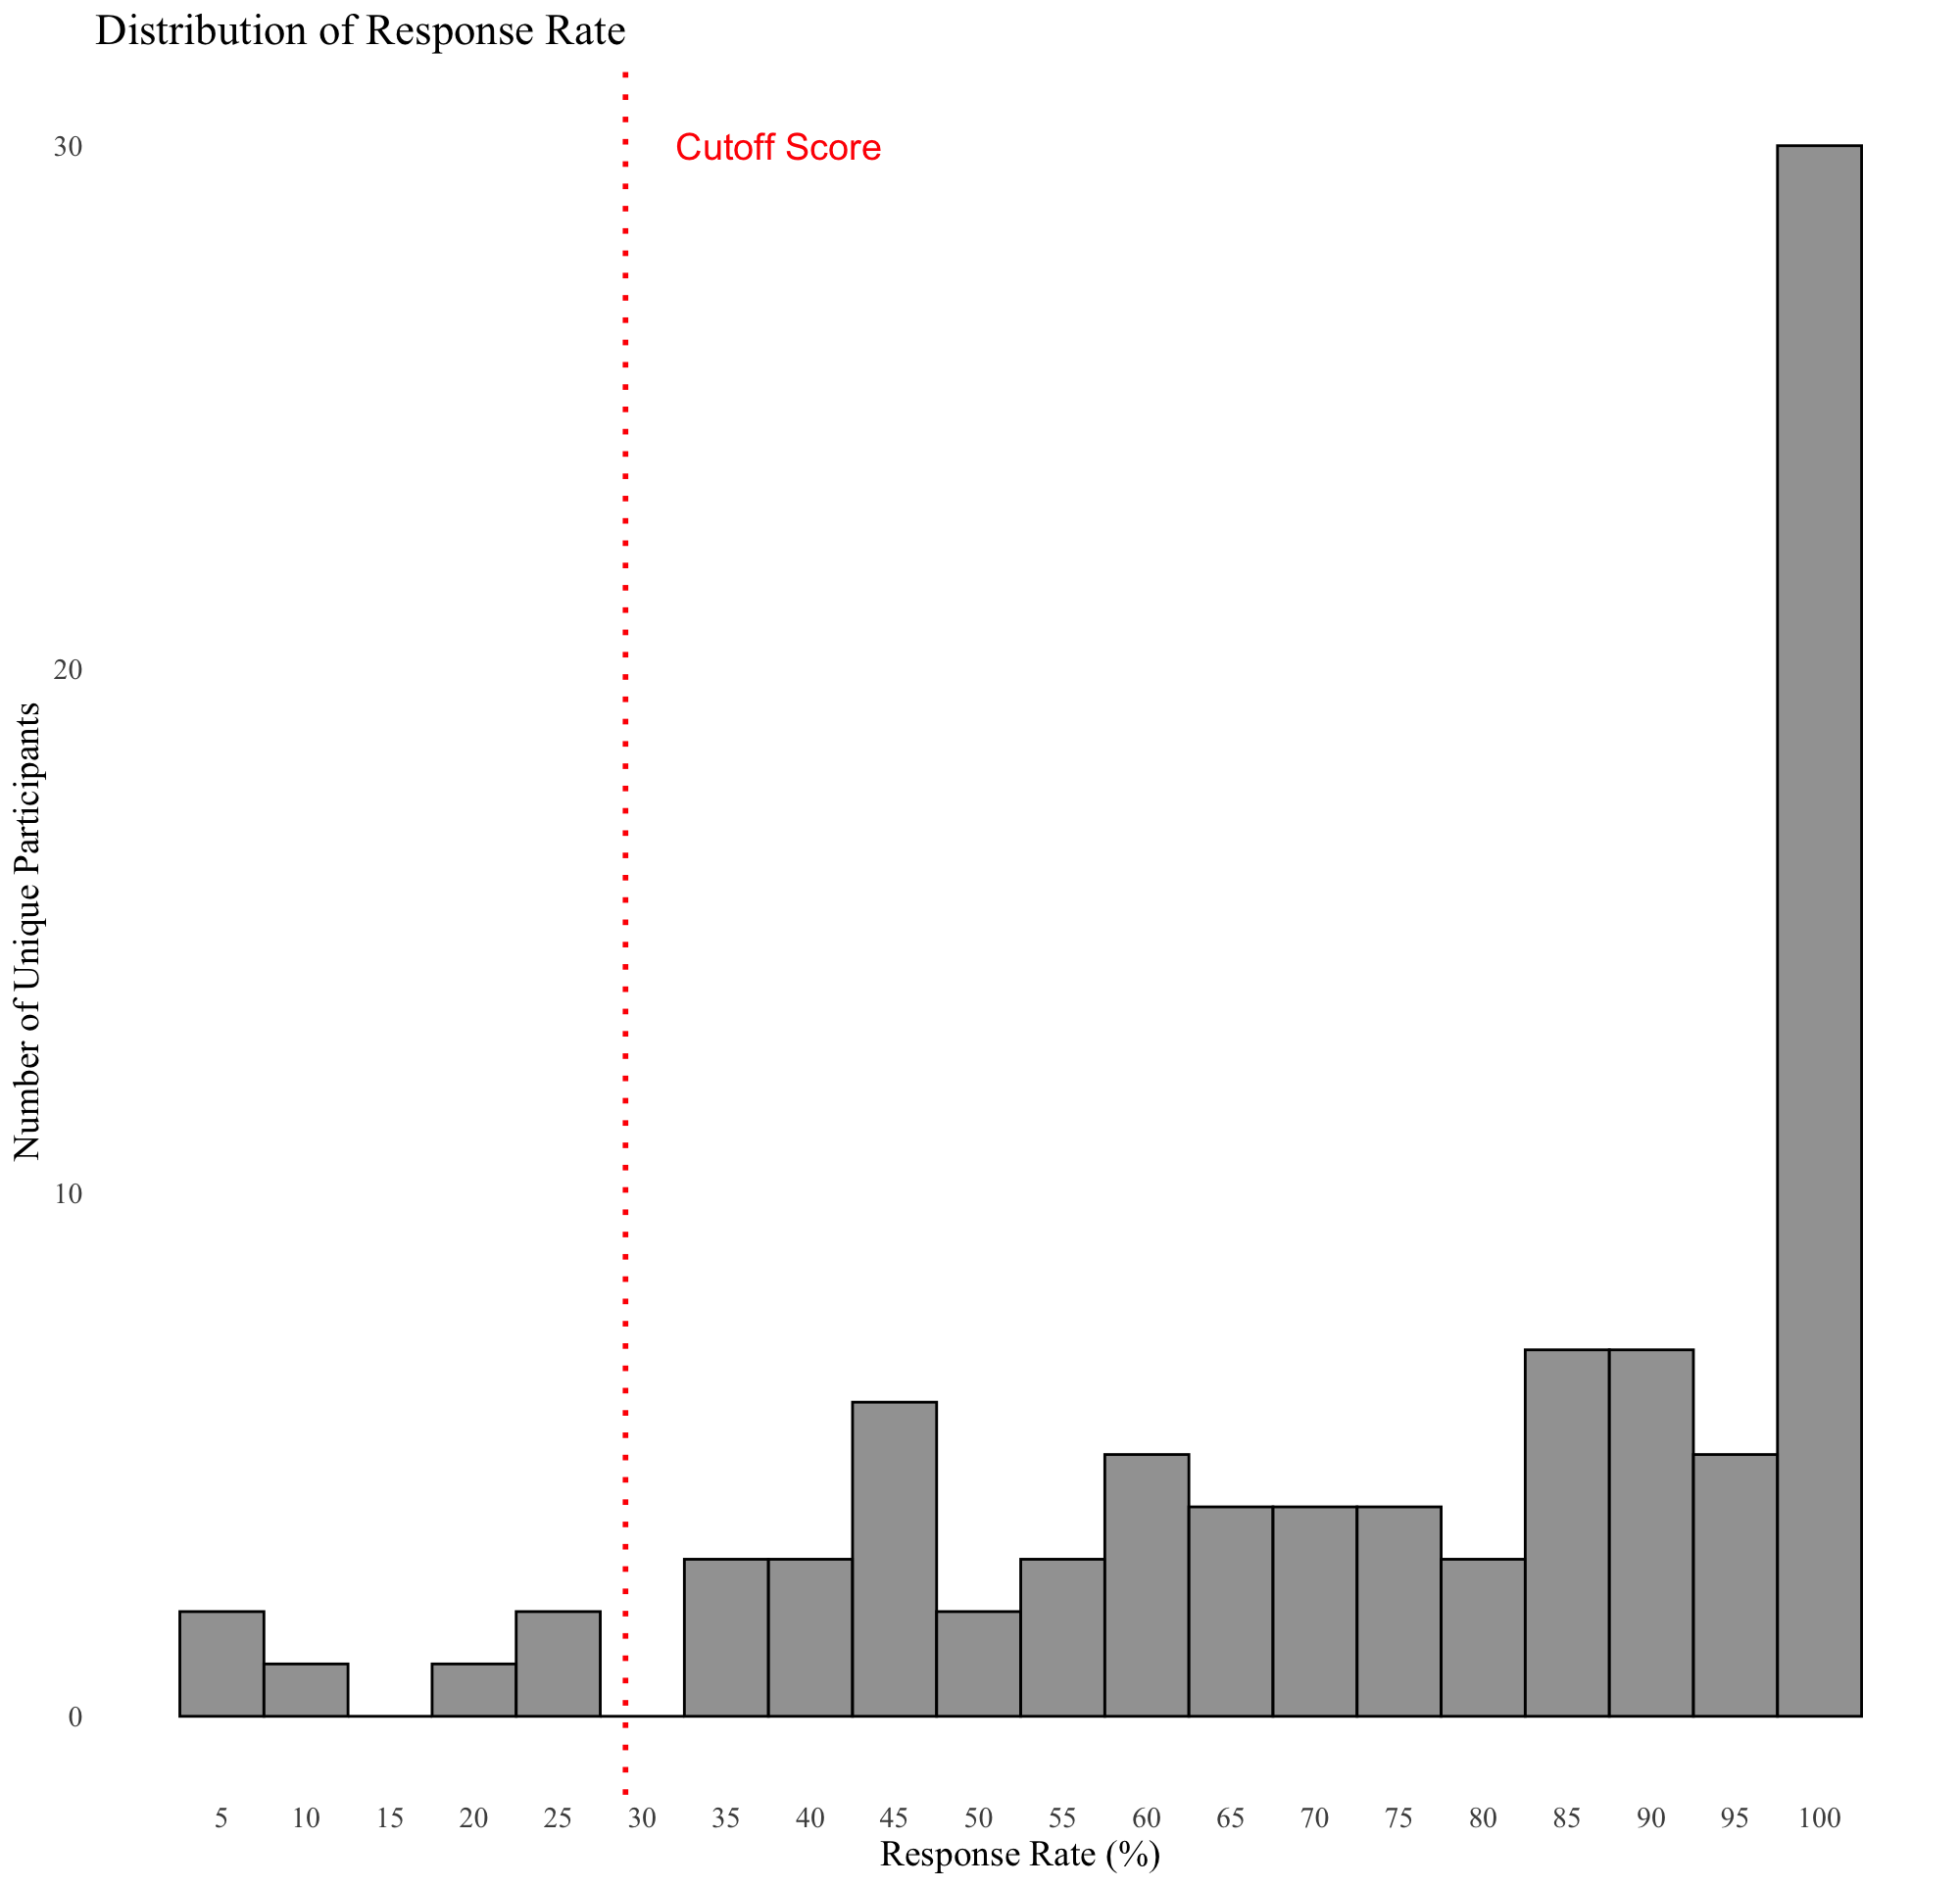 Distribution of Response Rate
Cutoff Score
30
20
10
0
Number of Unique Participants
5 10 15 20 25 30 35 40 45 50 55 60 65 70 75 80 85 90 95 100
Response Rate (%)